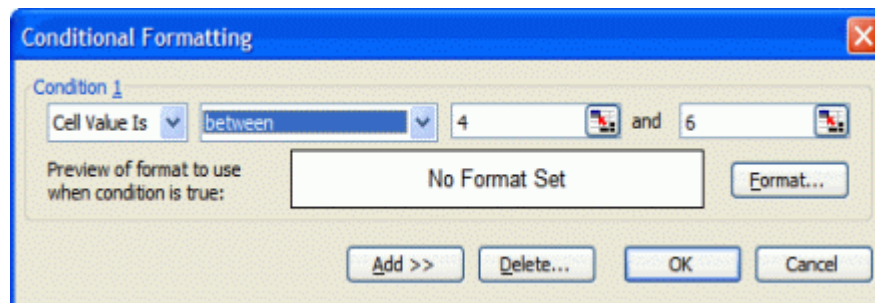 Conditional Formatting
Condition 1
Cell Value Is between 4 and 6
Preview of format to use
when condition is true:
No Format Set
Format...
Add >> Delete... OK Cancel